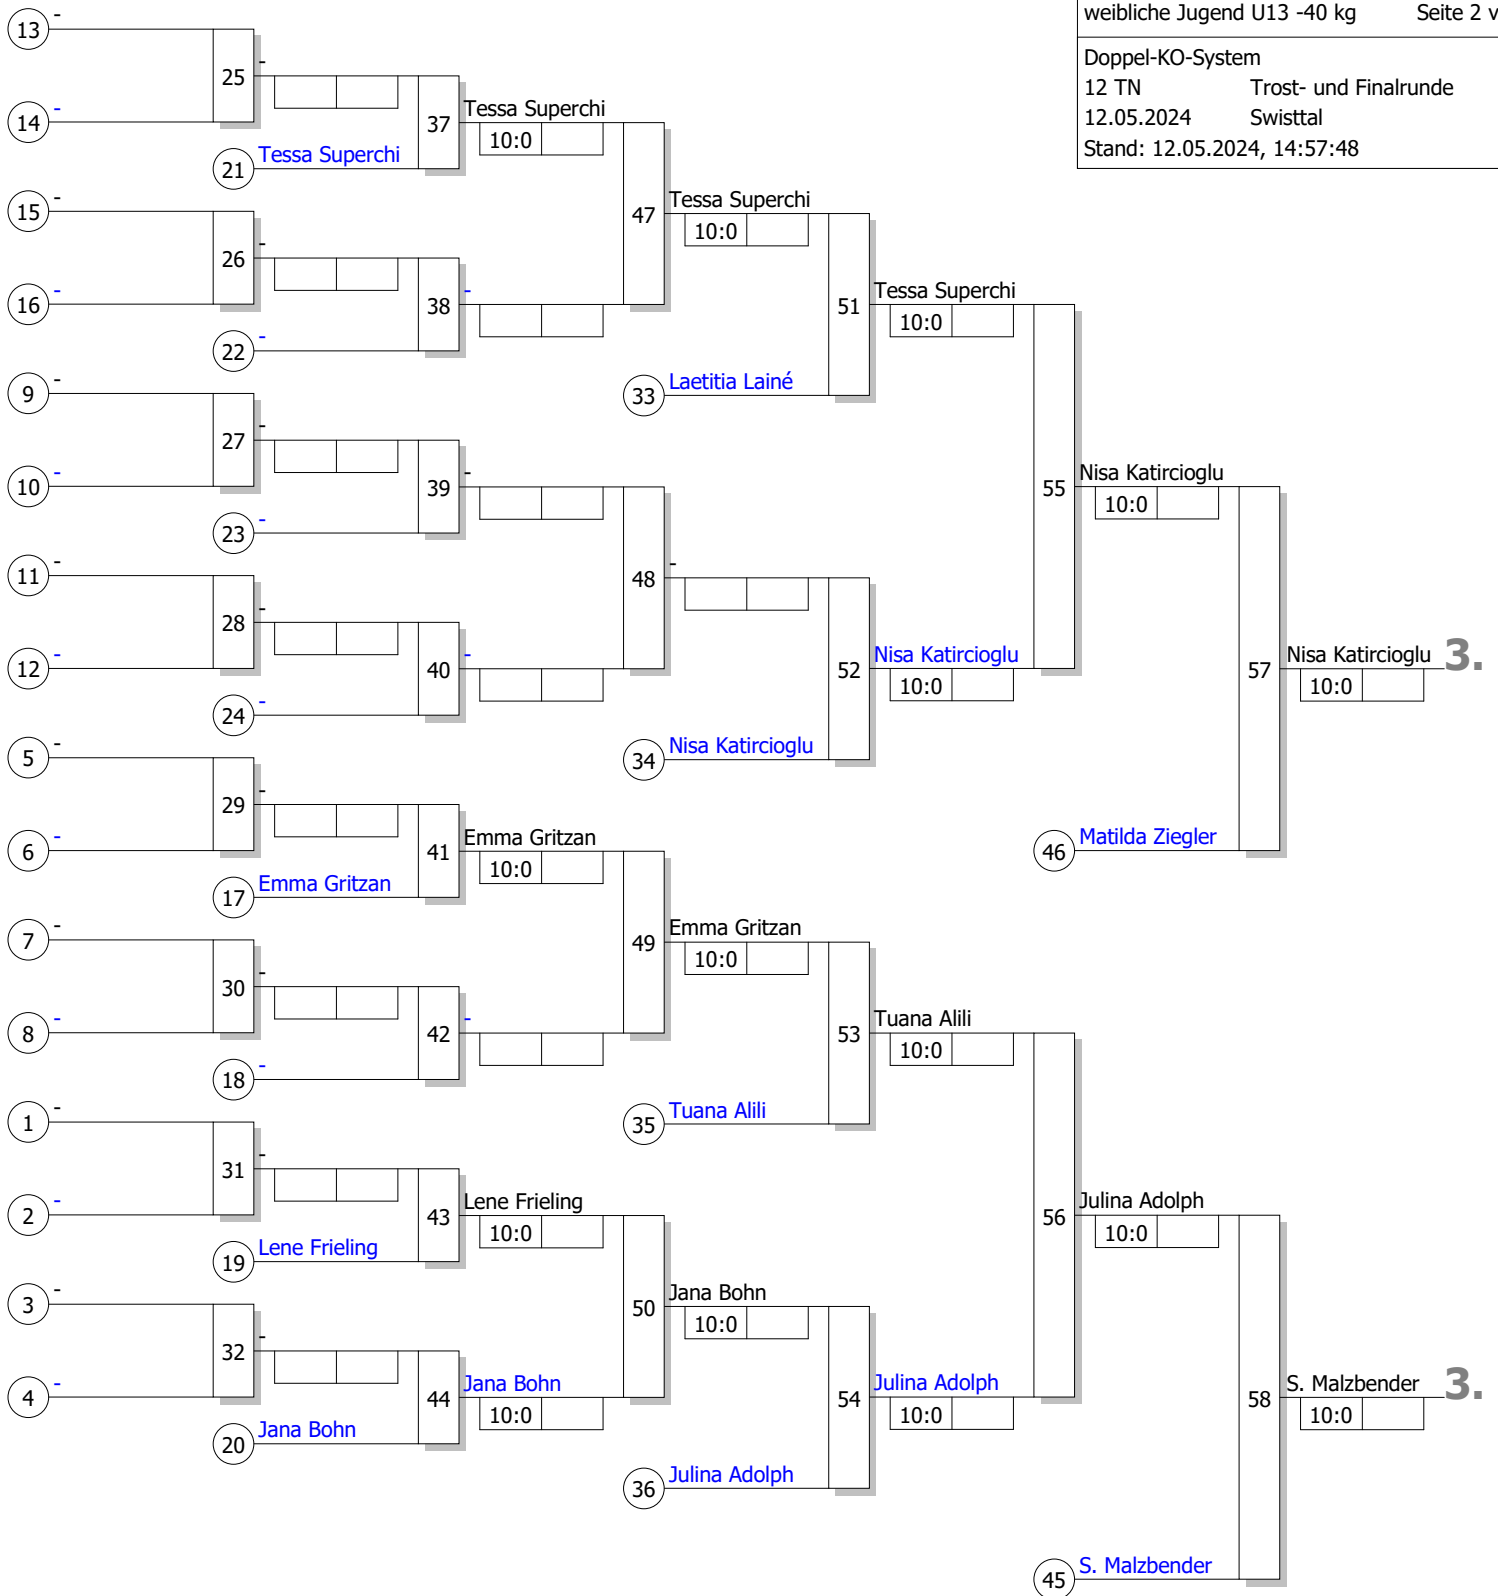 weibliche Jugend U13 -40 kg Seite 2 v
Doppel-KO-System
12 TN Trost- und Finalrunde
12.05.2024 Swisttal
Stand: 12.05.2024, 14:57:48
13 -
25 -
14 -
37 Tessa Superchi
10:0
21 Tessa Superchi
15 -
47 Tessa Superchi
10:0
26 -
16 -
38 -
51 Tessa Superchi
10:0
22 -
9 -
33 Laetitia Lainé
27 -
10 -
39 -
55 Nisa Katircioglu
10:0
23 -
11 -
48 -
28 -
12 -
40 -
52 Nisa Katircioglu
10:0
57 Nisa Katircioglu 3.
10:0
24 -
5 -
34 Nisa Katircioglu
29 -
6 -
41 Emma Gritzan
10:0
46 Matilda Ziegler
17 Emma Gritzan
7 -
49 Emma Gritzan
10:0
30 -
8 -
42 -
53 Tuana Alili
10:0
18 -
1 -
35 Tuana Alili
31 -
2 -
43 Lene Frieling
10:0
56 Julina Adolph
10:0
19 Lene Frieling
3 -
50 Jana Bohn
10:0
32 -
4 -
44 Jana Bohn
10:0
54 Julina Adolph
10:0
58 S. Malzbender 3.
10:0
20 Jana Bohn
36 Julina Adolph
45 S. Malzbender